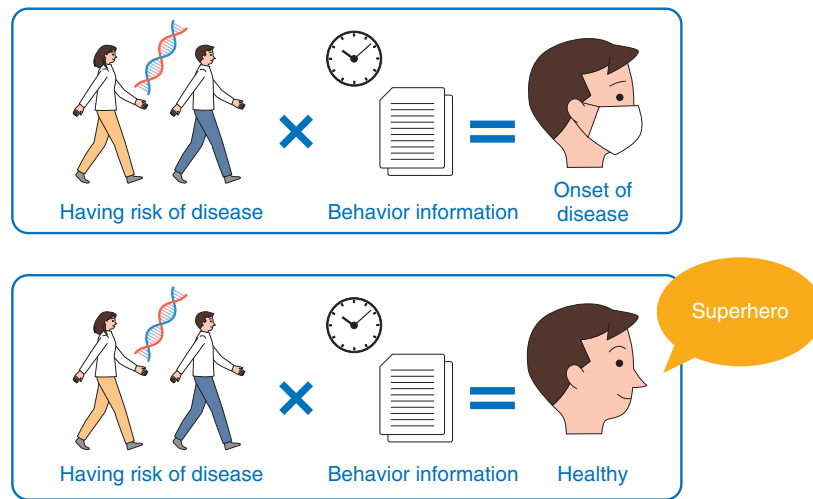 Having risk of disease
Behavior information
Onset of
disease
Superhero
Having risk of disease
Behavior information
Healthy